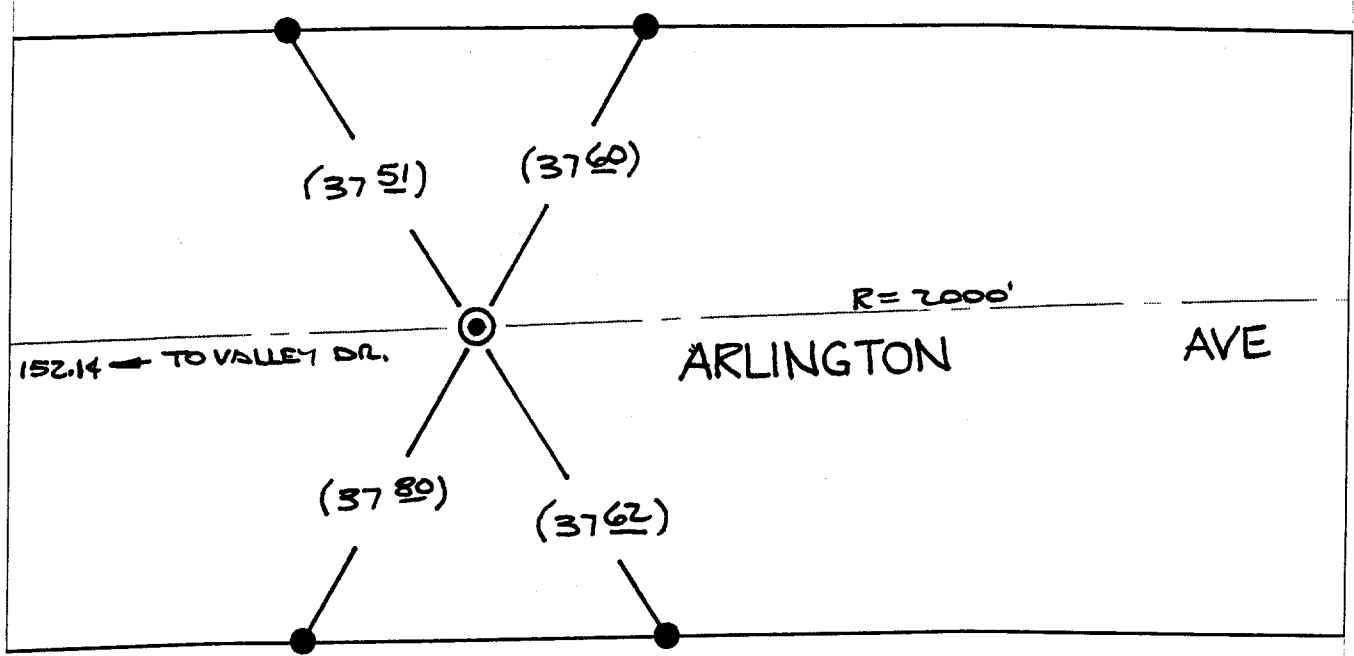 (37 51)
(37 60)
R = 2000'
152.14 ← TO VALLEY DR.
ARLINGTON AVE
(37 80)
(37 62)